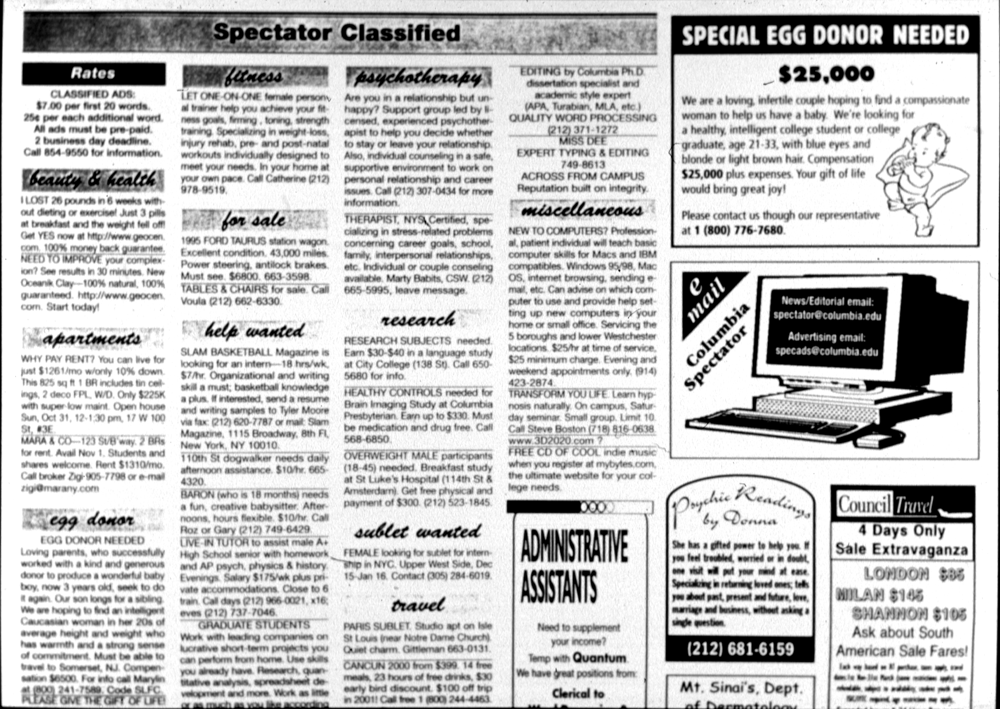 Spectator Classified
Rates
CLASSIFIED ADS:
$7.00 per first 20 words.
25¢ per each additional word.
All ads must be pre-paid.
2 business day deadline.
Call 854-9550 for information.
beauty & health
I LOST 26 pounds in 6 weeks with-
out dieting or exercise! Just 3 pills
at breakfast and the weight fell off!
Get YES now at http://www.geocen.
com. 100% money back guarantee.
NEED TO IMPROVE your complex-
ion? See results in 30 minutes. New
Oceanik Clay—100% natural, 100%
guaranteed. http://www.geocen.
com. Start today!
apartments
WHY PAY RENT? You can live for
just $1261/mo w/only 10% down.
This 825 sq ft 1 BR includes tin ceil-
ings, 2 deco FPL, W/D. Only $225K
with super-low maint. Open house
Sun, Oct 31, 12-1:30 pm, 17 W 100
St, #3E.
MARA & CO—123 St/B'way. 2 BRs
for rent. Avail Nov 1. Students and
shares welcome. Rent $1310/mo.
Call broker Zigi 905-7798 or e-mail
zigi@marany.com
egg donor
EGG DONOR NEEDED
Loving parents, who successfully
worked with a kind and generous
donor to produce a wonderful baby
boy, now 3 years old, seek to do
it again. Our son longs for a sibling.
We are hoping to find an intelligent
Caucasian woman in her 20s of
average height and weight who
has warmth and a strong sense
of commitment. Must be able to
travel to Somerset, NJ. Compen-
sation $6500. For info call Marylin
at (800) 241-7589. Code SLFC.
PLEASE GIVE THE GIFT OF LIFE!
fitness
LET ONE-ON-ONE female person-
al trainer help you achieve your fit-
ness goals, firming , toning, strength
training. Specializing in weight-loss,
injury rehab, pre- and post-natal
workouts individually designed to
meet your needs. In your home at
your own pace. Call Catherine (212)
978-9519.
for sale
1995 FORD TAURUS station wagon.
Excellent condition. 43,000 miles.
Power steering, antilock brakes.
Must see. $6800. 663-3598.
TABLES & CHAIRS for sale. Call
Voula (212) 662-6330.
help wanted
SLAM BASKETBALL Magazine is
looking for an intern—18 hrs/wk,
$7/hr. Organizational and writing
skill a must; basketball knowledge
a plus. If interested, send a resume
and writing samples to Tyler Moore
via fax: (212) 620-7787 or mail: Slam
Magazine, 1115 Broadway, 8th Fl,
New York, NY 10010.
110th St dogwalker needs daily
afternoon assistance. $10/hr. 665-
4320.
BARON (who is 18 months) needs
a fun, creative babysitter. After-
noons, hours flexible. $10/hr. Call
Roz or Gary (212) 749-6429.
LIVE-IN TUTOR to assist male A+
High School senior with homework
and AP psych, physics & history.
Evenings. Salary $175/wk plus pri-
vate accommodations. Close to 6
train. Call days (212) 966-0021, x16;
eves (212) 737-7046.
GRADUATE STUDENTS
Work with leading companies on
lucrative short-term projects you
can perform from home. Use skills
you already have. Research, quan-
titative analysis, spreadsheet de-
velopment and more. Work as little
or as much as you like according
psychotherapy
Are you in a relationship but un-
happy? Support group led by li-
censed, experienced psychother-
apist to help you decide whether
to stay or leave your relationship.
Also, individual counseling in a safe,
supportive environment to work on
personal relationship and career
issues. Call (212) 307-0434 for more
information.
THERAPIST, NYS Certified, spe-
cializing in stress-related problems
concerning career goals, school,
family, interpersonal relationships,
etc. Individual or couple conseling
available. Marty Babits, CSW. (212)
665-5995, leave message.
research
RESEARCH SUBJECTS needed.
Earn $30-$40 in a language study
at City College (138 St). Call 650-
5680 for info.
HEALTHY CONTROLS needed for
Brain Imaging Study at Columbia
Presbyterian. Earn up to $330. Must
be medication and drug free. Call
568-6850.
OVERWEIGHT MALE participants
(18-45) needed. Breakfast study
at St Luke's Hospital (114th St &
Amsterdam). Get free physical and
payment of $300. (212) 523-1845.
sublet wanted
FEMALE looking for sublet for intern-
ship in NYC. Upper West Side, Dec
15-Jan 16. Contact (305) 284-6019.
travel
PARIS SUBLET. Studio apt on Isle
St Louis (near Notre Dame Church).
Quiet charm. Gittleman 663-0131.
CANCUN 2000 from $399. 14 free
meals, 23 hours of free drinks, $30
early bird discount. $100 off trip
in 2001! Call free 1 (800) 244-4463.
EDITING by Columbia Ph.D.
dissertation specialist and
academic style expert
(APA, Turabian, MLA, etc.)
QUALITY WORD PROCESSING
(212) 371-1272
MISS DEE
EXPERT TYPING & EDITING
749-8613
ACROSS FROM CAMPUS
Reputation built on integrity.
miscellaneous
NEW TO COMPUTERS? Profession-
al, patient individual will teach basic
computer skills for Macs and IBM
compatibles. Windows 95/98, Mac
OS, internet browsing, sending e-
mail, etc. Can advise on which com-
puter to use and provide help set-
ting up new computers in your
home or small office. Servicing the
5 boroughs and lower Westchester
locations. $25/hr at time of service,
$25 minimum charge. Evening and
weekend appointments only. (914)
423-2874.
TRANSFORM YOU LIFE. Learn hyp-
nosis naturally. On campus, Satur-
day seminar. Small group. Limit 10.
Call Steve Boston (718) 816-0638.
www.3D2020.com ?
FREE CD OF COOL indie music
when you register at mybytes.com,
the ultimate website for your col-
lege needs.
ADMINISTRATIVE
ASSISTANTS
Need to supplement
your income?
Temp with Quantum.
We have great positions from:
Clerical to
SPECIAL EGG DONOR NEEDED
$25,000
We are a loving, infertile couple hoping to find a compassionate
woman to help us have a baby. We're looking for
a healthy, intelligent college student or college
graduate, age 21-33, with blue eyes and
blonde or light brown hair. Compensation
$25,000 plus expenses. Your gift of life
would bring great joy!
Please contact us though our representative
at 1 (800) 776-7680.
e
mail
Columbia
Spectator
News/Editorial email:
spectator@columbia.edu
Advertising email:
specads@columbia.edu
Psychic Readings
by Donna
She has a gifted power to help you. If
you feel troubled, worried or in doubt,
one visit will put your mind at ease.
Specializing in returning loved ones; tells
you about past, present and future, love,
marriage and business, without asking a
single question.
(212) 681-6159
Mt. Sinai's, Dept.
of Dermatology
Council Travel
4 Days Only
Sale Extravaganza
LONDON $85
MILAN $145
SHANNON $105
Ask about South
American Sale Fares!